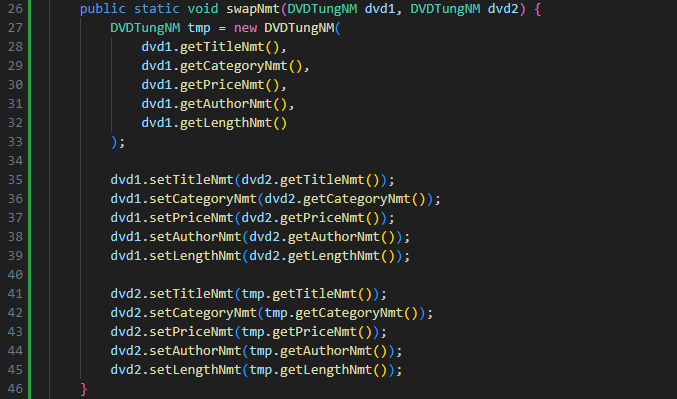 26 public static void swapNmt(DVDTungNM dvd1, DVDTungNM dvd2) {
27 DVDTungNM tmp = new DVDTungNM(
28 dvd1.getTitleNmt(),
29 dvd1.getCategoryNmt(),
30 dvd1.getPriceNmt(),
31 dvd1.getAuthorNmt(),
32 dvd1.getLengthNmt()
33 );
34
35 dvd1.setTitleNmt(dvd2.getTitleNmt());
36 dvd1.setCategoryNmt(dvd2.getCategoryNmt());
37 dvd1.setPriceNmt(dvd2.getPriceNmt());
38 dvd1.setAuthorNmt(dvd2.getAuthorNmt());
39 dvd1.setLengthNmt(dvd2.getLengthNmt());
40
41 dvd2.setTitleNmt(tmp.getTitleNmt());
42 dvd2.setCategoryNmt(tmp.getCategoryNmt());
43 dvd2.setPriceNmt(tmp.getPriceNmt());
44 dvd2.setAuthorNmt(tmp.getAuthorNmt());
45 dvd2.setLengthNmt(tmp.getLengthNmt());
46 }